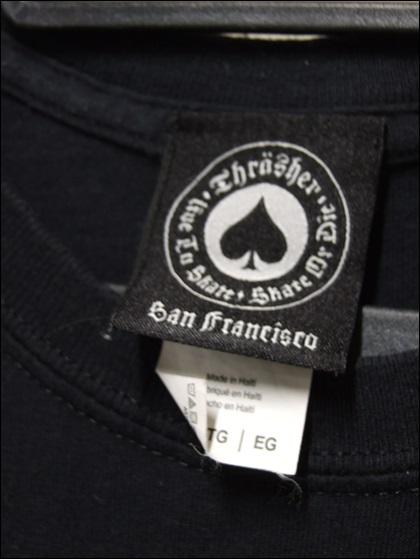 Thräsher
Live To Skate • Skate Or Die
San Francisco
Made in Haiti
briqué en Haïti
cho en Haití
TG | EG